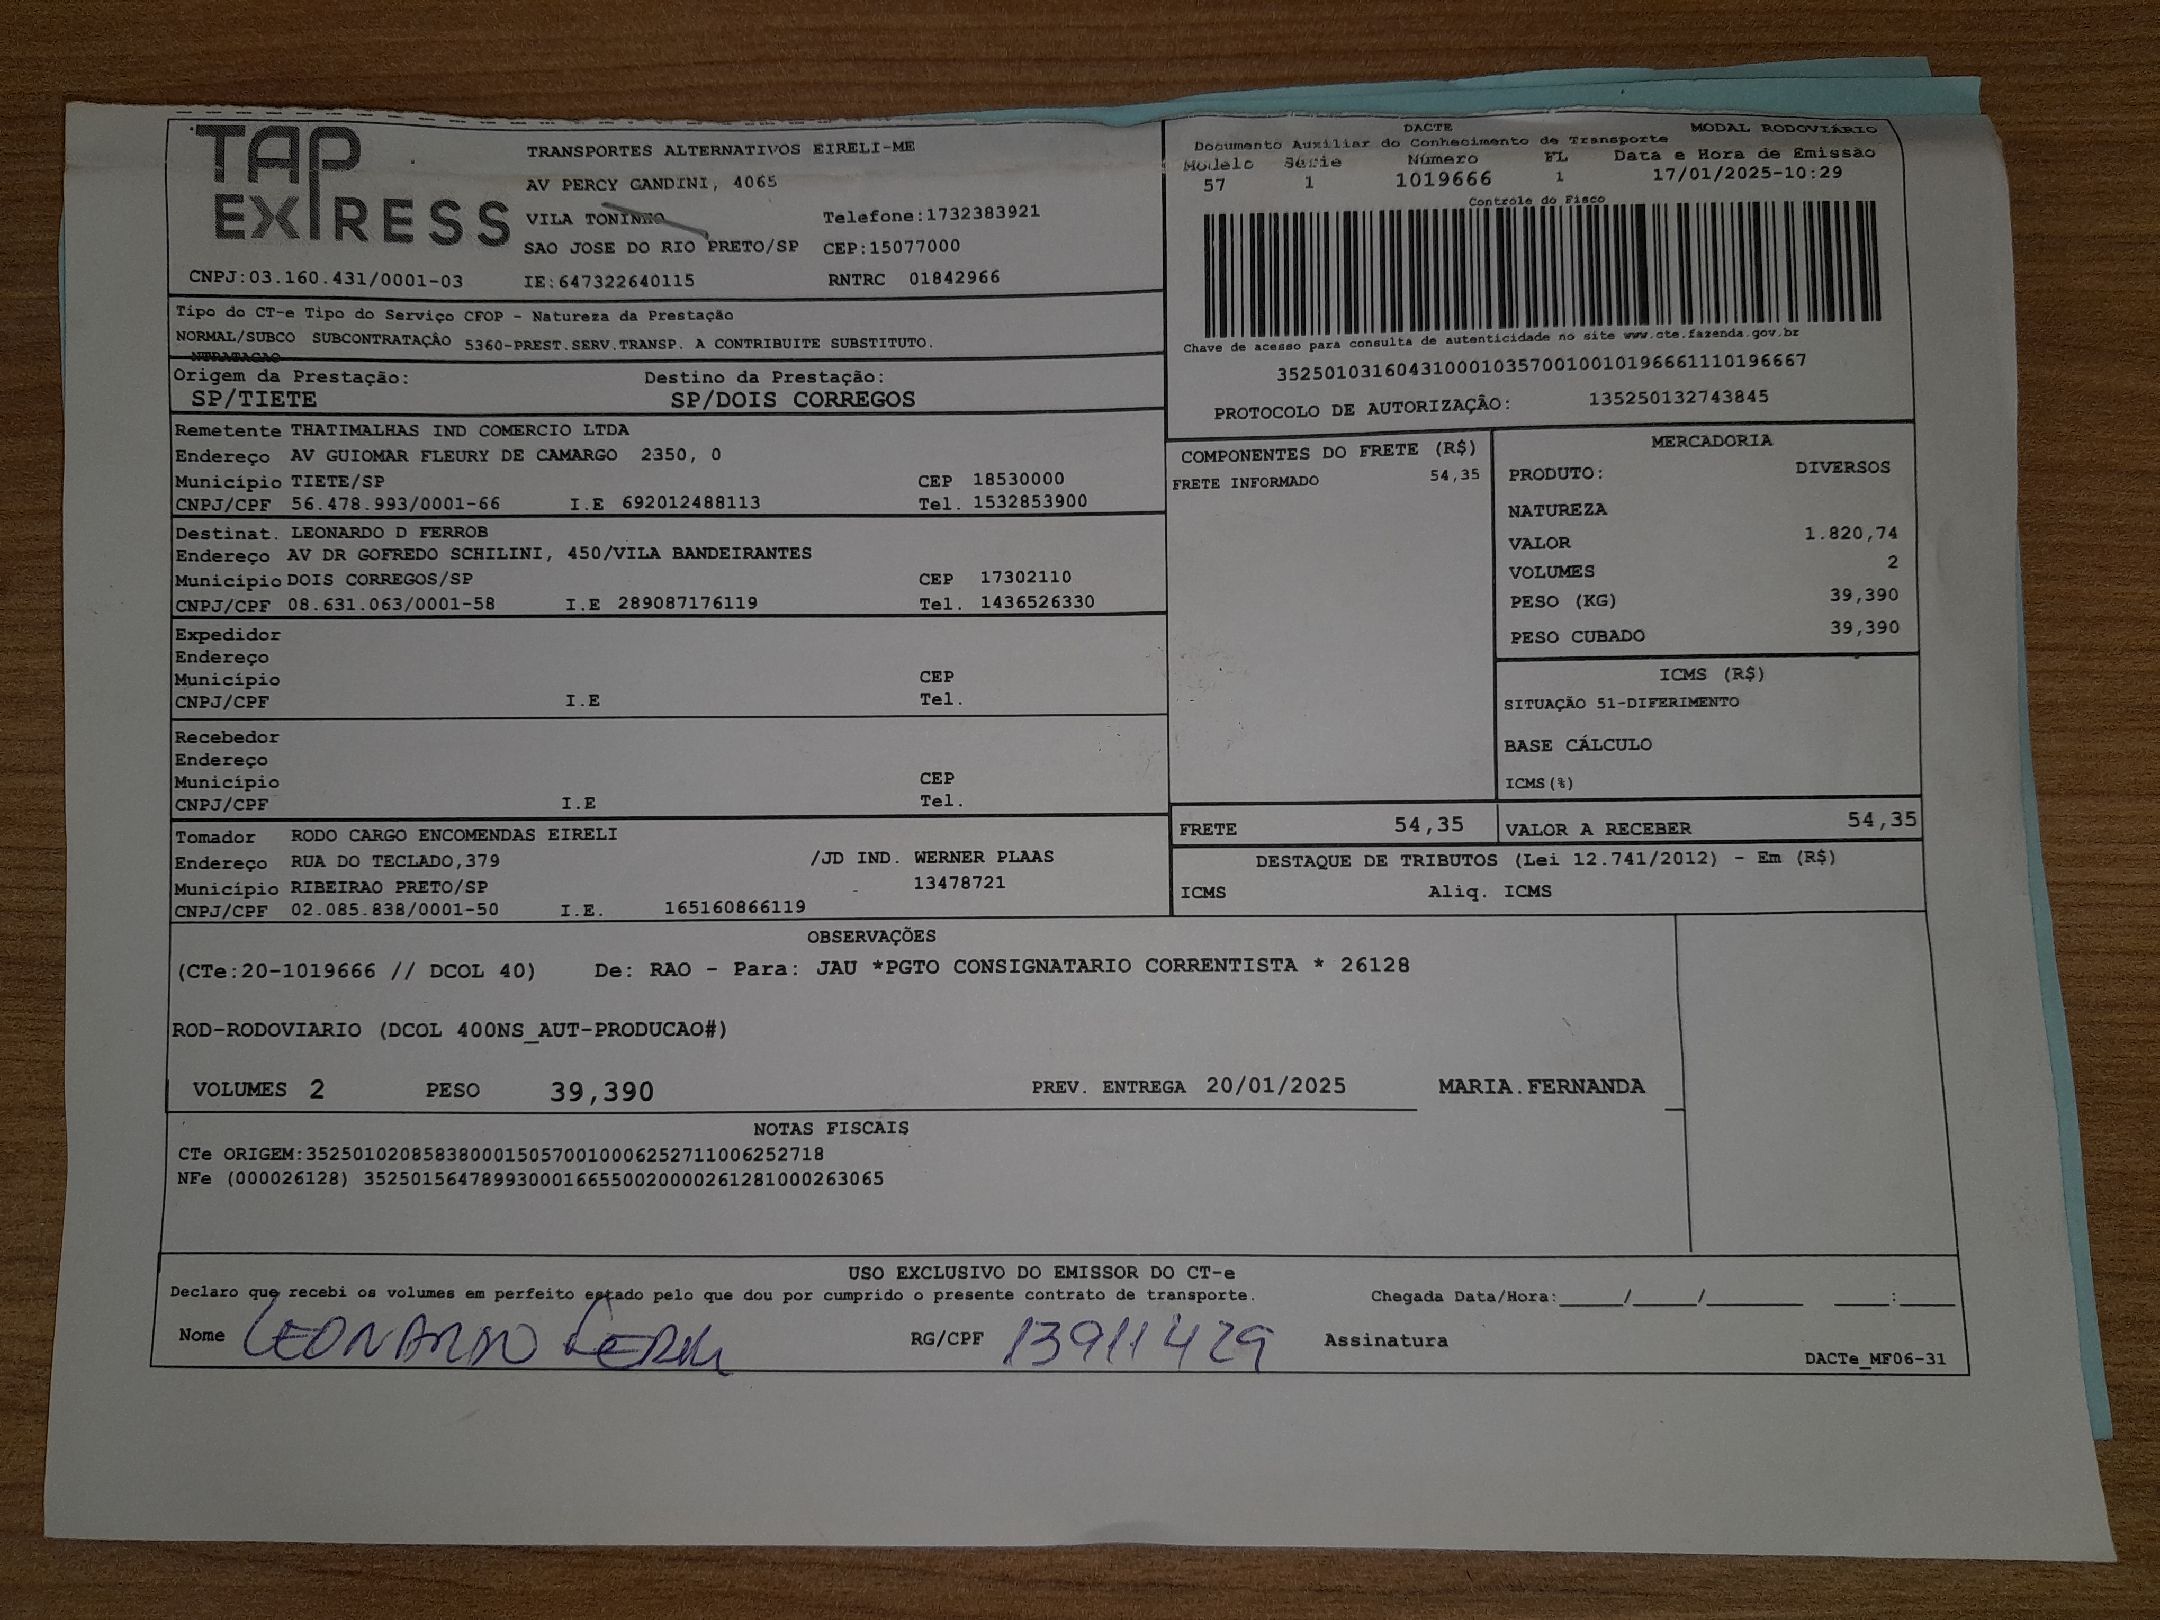 TAP EXPRESS
TRANSPORTES ALTERNATIVOS EIRELI-ME
AV PERCY GANDINI, 4065
VILA TONINHO Telefone:1732383921
SAO JOSE DO RIO PRETO/SP CEP:15077000
CNPJ:03.160.431/0001-03 IE:647322640115 RNTRC 01842966
DACTE MODAL RODOVIÁRIO
Documento Auxiliar do Conhecimento de Transporte
Modelo Série Número FL Data e Hora de Emissão
57 1 1019666 1 17/01/2025-10:29
Controle do Fisco
Chave de acesso para consulta de autenticidade no site www.cte.fazenda.gov.br
35250103160431000103570010010196661110196667
PROTOCOLO DE AUTORIZAÇÃO: 135250132743845
Tipo do CT-e Tipo do Serviço CFOP - Natureza da Prestação
NORMAL/SUBCO SUBCONTRATAÇÃO 5360-PREST.SERV.TRANSP. A CONTRIBUITE SUBSTITUTO.
NTRATACAO
Origem da Prestação: Destino da Prestação:
SP/TIETE SP/DOIS CORREGOS
Remetente THATIMALHAS IND COMERCIO LTDA
Endereço AV GUIOMAR FLEURY DE CAMARGO 2350, 0
Município TIETE/SP CEP 18530000
CNPJ/CPF 56.478.993/0001-66 I.E 692012488113 Tel. 1532853900
Destinat. LEONARDO D FERROB
Endereço AV DR GOFREDO SCHILINI, 450/VILA BANDEIRANTES
Município DOIS CORREGOS/SP CEP 17302110
CNPJ/CPF 08.631.063/0001-58 I.E 289087176119 Tel. 1436526330
Expedidor
Endereço
Município CEP
CNPJ/CPF I.E Tel.
Recebedor
Endereço
Município CEP
CNPJ/CPF I.E Tel.
Tomador RODO CARGO ENCOMENDAS EIRELI
Endereço RUA DO TECLADO,379 /JD IND. WERNER PLAAS
Município RIBEIRAO PRETO/SP - 13478721
CNPJ/CPF 02.085.838/0001-50 I.E. 165160866119
COMPONENTES DO FRETE (R$)
FRETE INFORMADO 54,35
MERCADORIA
PRODUTO: DIVERSOS
NATUREZA
VALOR 1.820,74
VOLUMES 2
PESO (KG) 39,390
PESO CUBADO 39,390
ICMS (R$)
SITUAÇÃO 51-DIFERIMENTO
BASE CÁLCULO
ICMS(%)
FRETE 54,35 VALOR A RECEBER 54,35
DESTAQUE DE TRIBUTOS (Lei 12.741/2012) - Em (R$)
ICMS Aliq. ICMS
OBSERVAÇÕES
(CTe:20-1019666 // DCOL 40) De: RAO - Para: JAU *PGTO CONSIGNATARIO CORRENTISTA * 26128
ROD-RODOVIARIO (DCOL 400NS_AUT-PRODUCAO#)
VOLUMES 2 PESO 39,390 PREV. ENTREGA 20/01/2025 MARIA.FERNANDA
NOTAS FISCAIS
CTe ORIGEM:35250102085838000150570010006252711006252718
NFe (000026128) 35250156478993000166550020000261281000263065
USO EXCLUSIVO DO EMISSOR DO CT-e
Declaro que recebi os volumes em perfeito estado pelo que dou por cumprido o presente contrato de transporte. Chegada Data/Hora:_____/_____/________ ____:____
Nome LEONARDO RG/CPF 13911429 Assinatura
DACTe_MF06-31